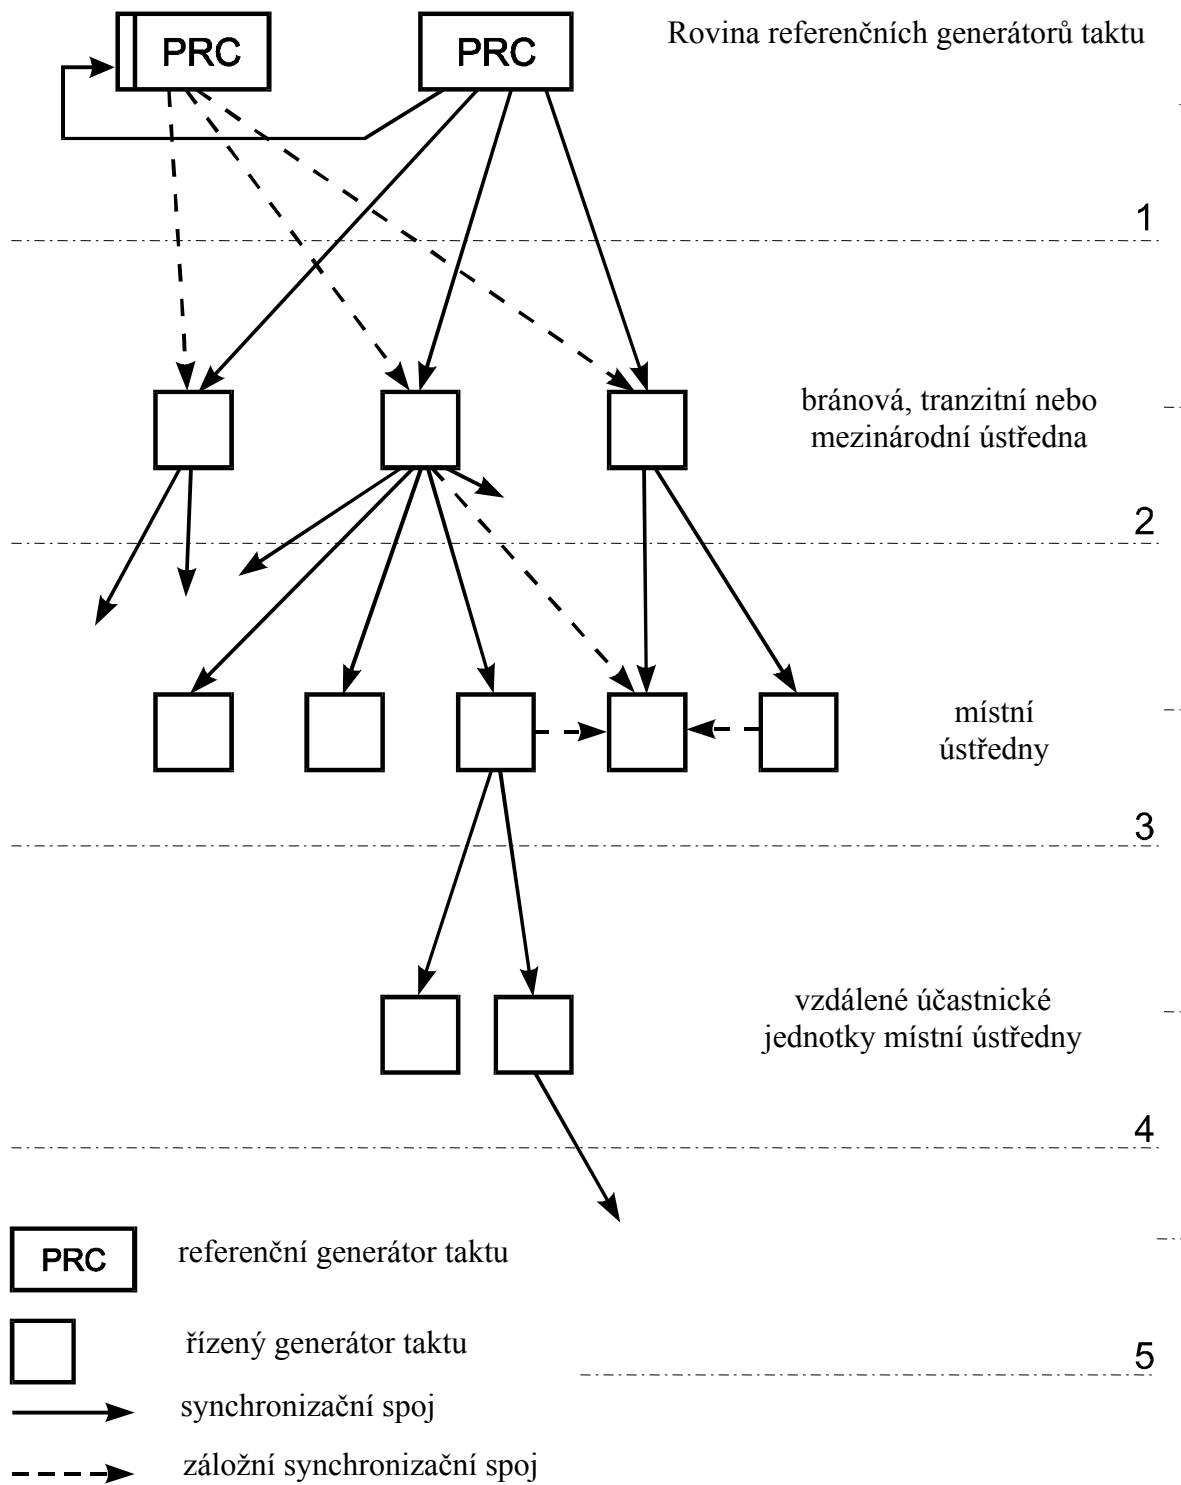 PRC
PRC
Rovina referenčních generátorů taktu
1
bránová, tranzitní nebo
mezinárodní ústředna
2
místní
ústředny
3
vzdálené účastnické
jednotky místní ústředny
4
PRC
referenční generátor taktu
řízený generátor taktu
5
synchronizační spoj
záložní synchronizační spoj